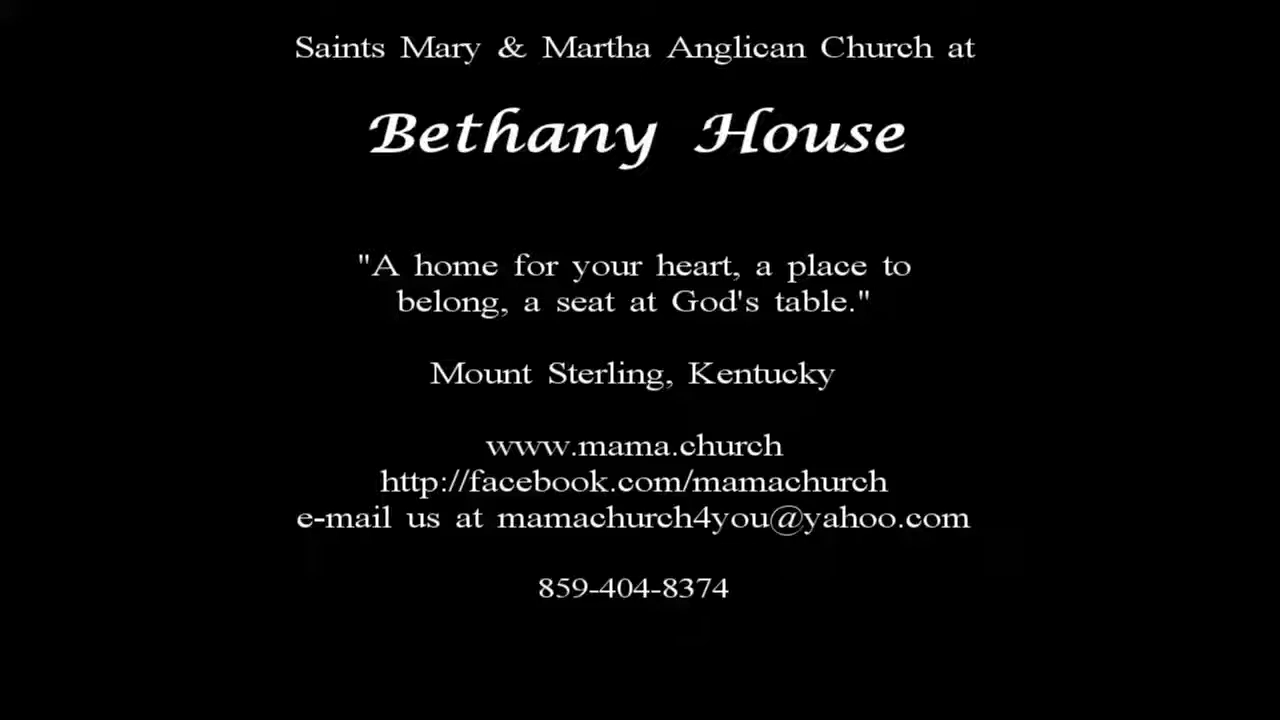 Saints Mary & Martha Anglican Church at
Bethany House
"A home for your heart, a place to
belong, a seat at God's table."
Mount Sterling, Kentucky
www.mama.church
http://facebook.com/mamachurch
e-mail us at mamachurch4you@yahoo.com
859-404-8374